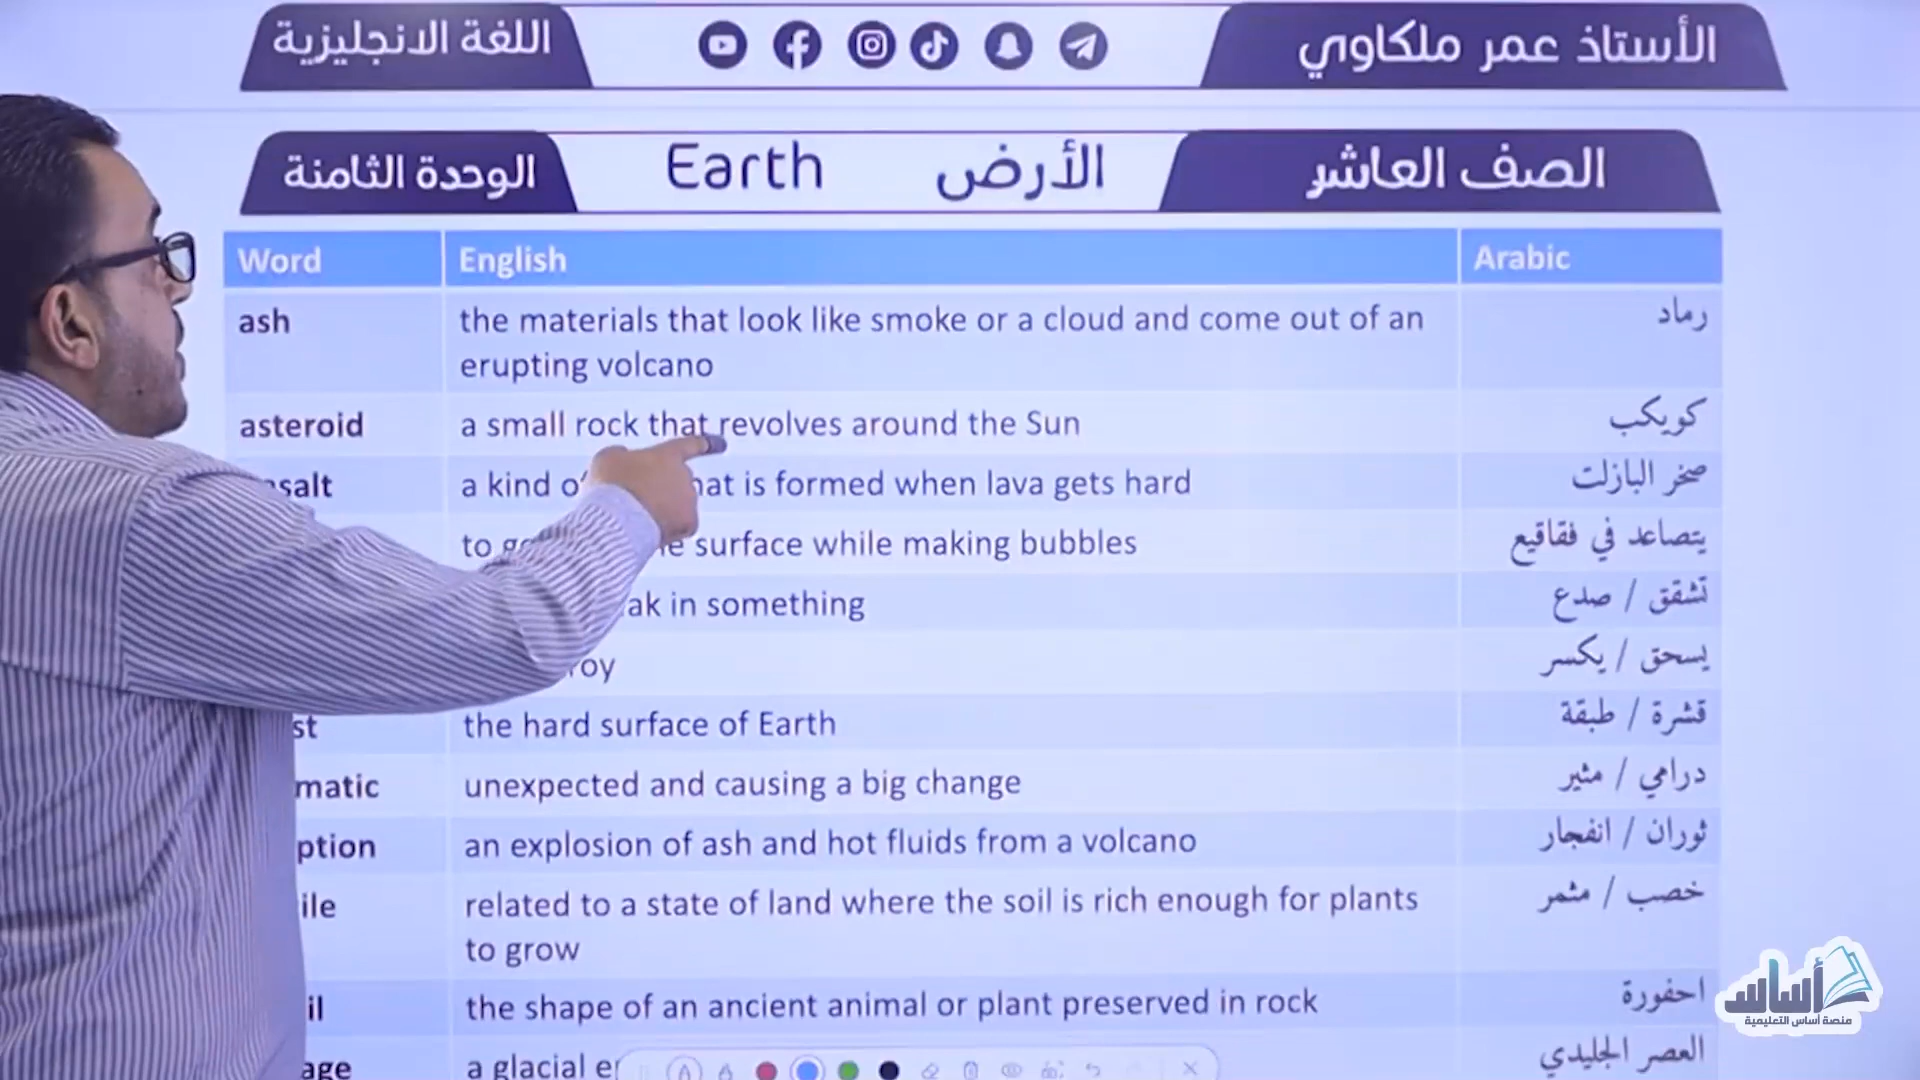 اللغة الانجليزية
الأستاذ عمر ملكاوي
الوحدة الثامنة
Earth
الأرض
الصف العاشر
Word English Arabic
ash the materials that look like smoke or a cloud and come out of an رماد
erupting volcano
asteroid a small rock that revolves around the Sun كويكب
salt a kind of hat is formed when lava gets hard صخر البازلت
to surface while making bubbles يتصاعد في فقاقيع
ak in something تشقق / صدع
roy يسحق / يكسر
st the hard surface of Earth قشرة / طبقة
matic unexpected and causing a big change درامي / مثير
ption an explosion of ash and hot fluids from a volcano ثوران / انفجار
ile related to a state of land where the soil is rich enough for plants خصب / مثمر
to grow
il the shape of an ancient animal or plant preserved in rock احفورة
age a glacial العصر الجليدي
أساس
منصة أساس التعليمية